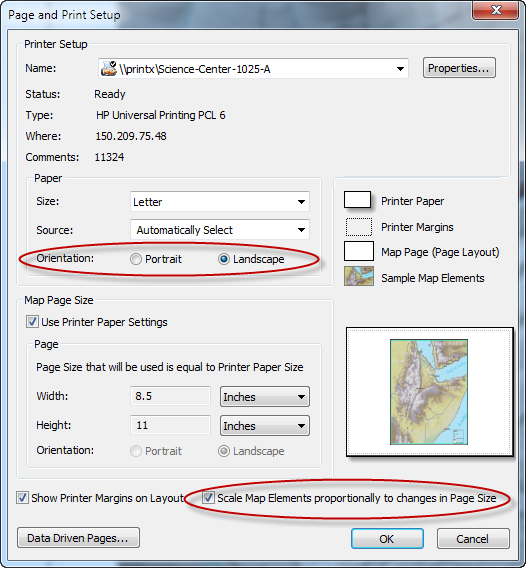 Page and Print Setup
Printer Setup
Name:
\\printx\Science-Center-1025-A
Properties...
Status:
Ready
Type:
HP Universal Printing PCL 6
Where:
150.209.75.48
Comments:
11324
Paper
Size:
Letter
Source:
Automatically Select
Orientation:
Portrait
Landscape
Printer Paper
Printer Margins
Map Page (Page Layout)
Sample Map Elements
Map Page Size
Use Printer Paper Settings
Page
Page Size that will be used is equal to Printer Paper Size
Width:
8.5
Inches
Height:
11
Inches
Orientation:
Portrait
Landscape
Show Printer Margins on Layout
Scale Map Elements proportionally to changes in Page Size
Data Driven Pages...
OK
Cancel